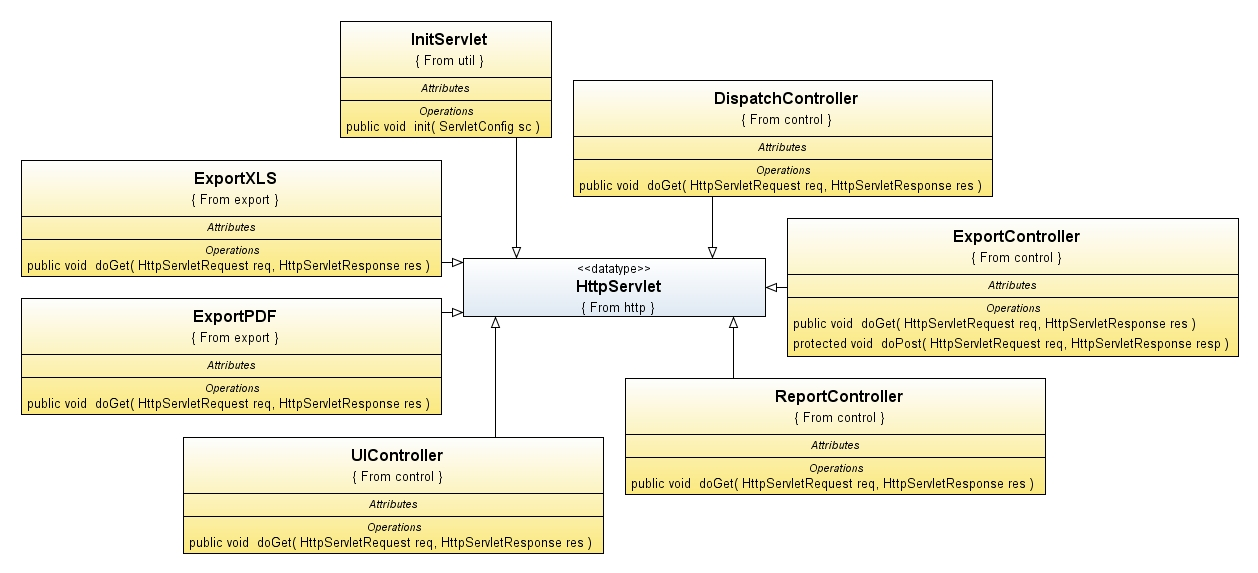 InitServlet
{ From util }
Attributes
Operations
public void init( ServletConfig sc )
DispatchController
{ From control }
Attributes
Operations
public void doGet( HttpServletRequest req, HttpServletResponse res )
ExportXLS
{ From export }
Attributes
Operations
public void doGet( HttpServletRequest req, HttpServletResponse res )
ExportController
{ From control }
Attributes
Operations
public void doGet( HttpServletRequest req, HttpServletResponse res )
protected void doPost( HttpServletRequest req, HttpServletResponse resp )
<<datatype>>
HttpServlet
{ From http }
ExportPDF
{ From export }
Attributes
Operations
public void doGet( HttpServletRequest req, HttpServletResponse res )
ReportController
{ From control }
Attributes
Operations
public void doGet( HttpServletRequest req, HttpServletResponse res )
UIController
{ From control }
Attributes
Operations
public void doGet( HttpServletRequest req, HttpServletResponse res )